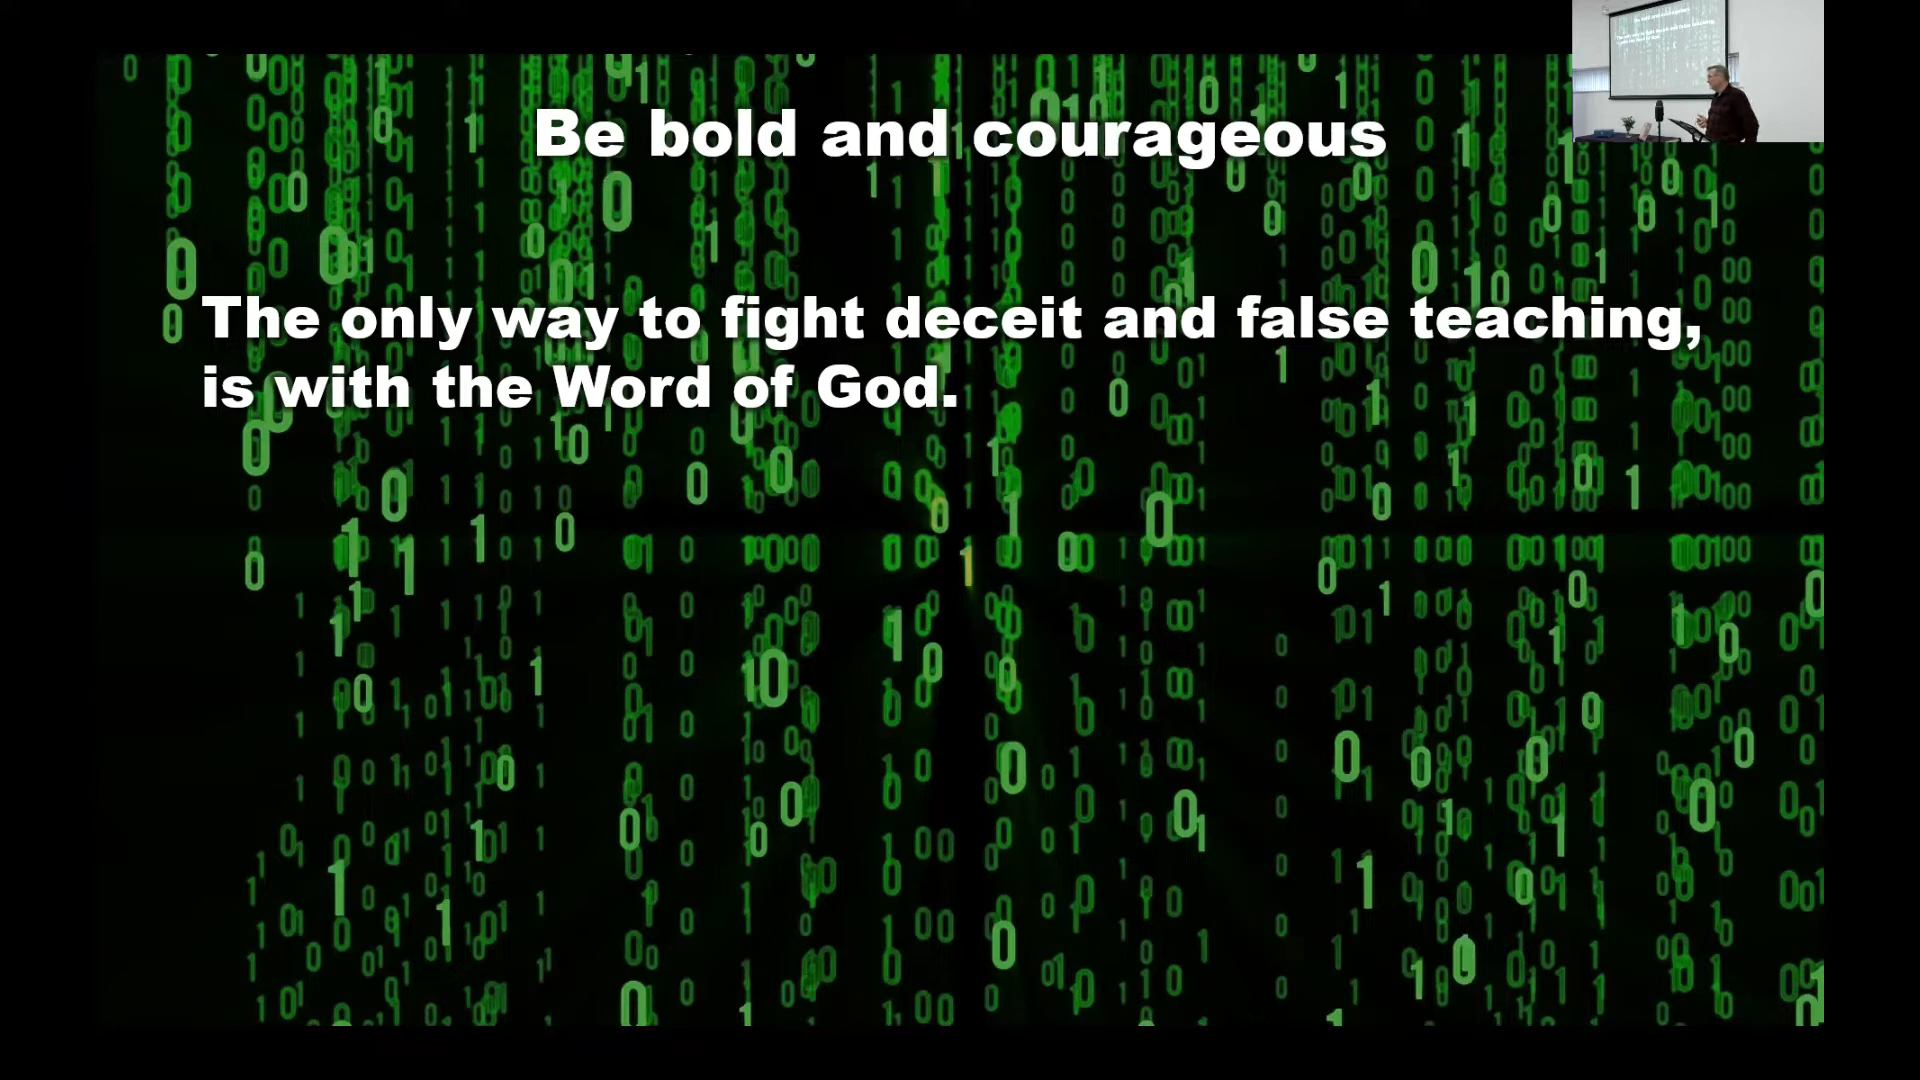 Be bold and courageous
The only way to fight deceit and false teaching,
is with the Word of God.